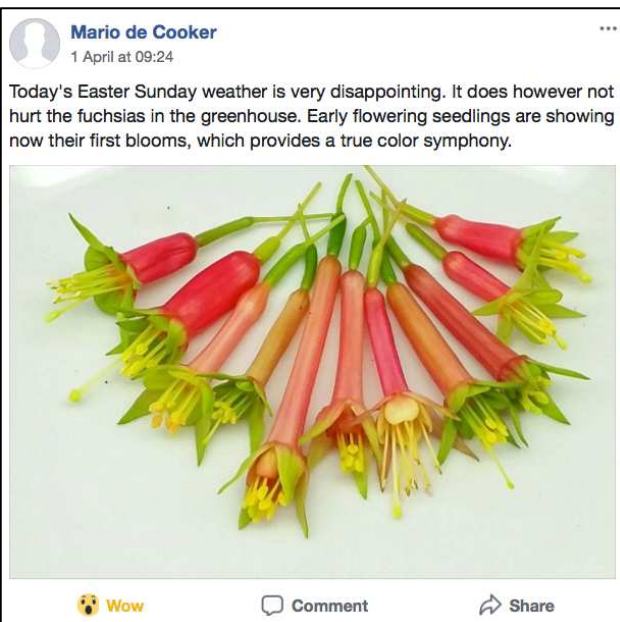 Mario de Cooker
1 April at 09:24
Today's Easter Sunday weather is very disappointing. It does however not
hurt the fuchsias in the greenhouse. Early flowering seedlings are showing
now their first blooms, which provides a true color symphony.
Wow Comment Share